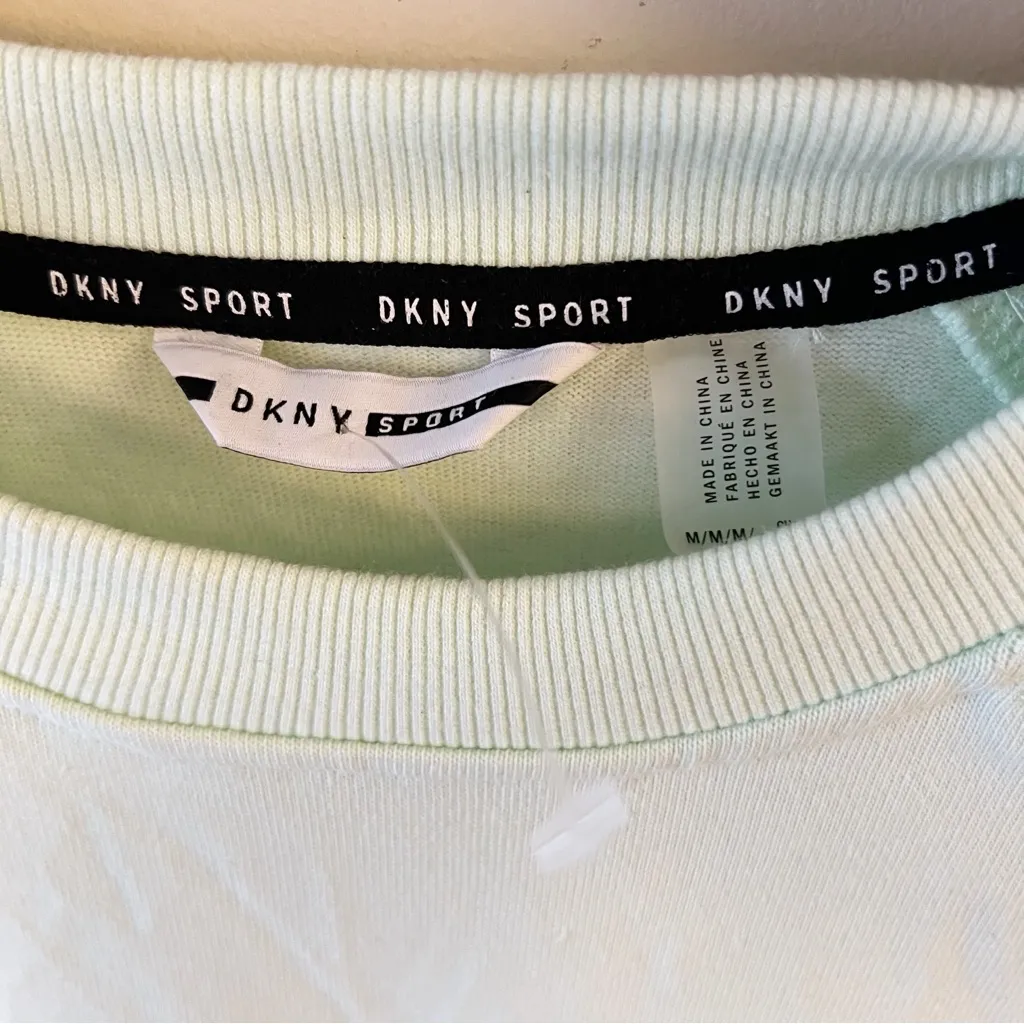 DKNY SPORT DKNY SPORT DKNY SPORT
DKNY SPORT
MADE IN CHINA
FABRIQUÉ EN CHINE
HECHO EN CHINA
GEMAAKT IN CHINA
M/M/M/